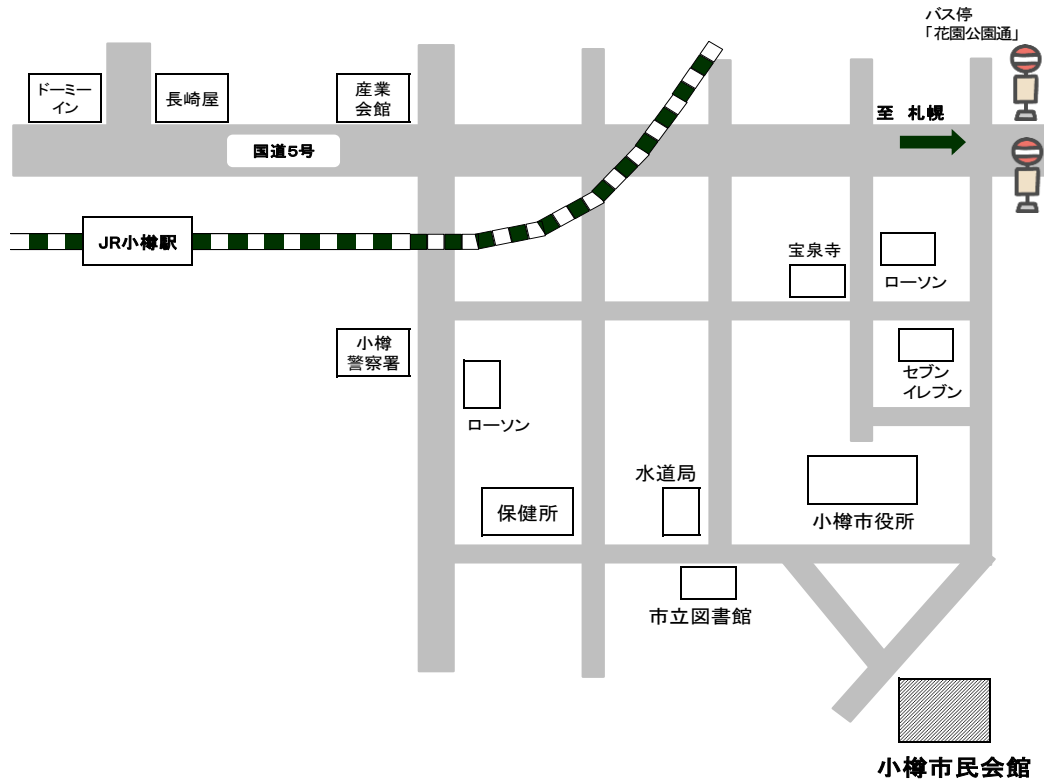 バス停
「花園公園通」
ドーミー
イン
長崎屋
産業
会館
至 札幌
国道5号
JR小樽駅
宝泉寺
ローソン
小樽
警察署
セブン
イレブン
ローソン
水道局
保健所
小樽市役所
市立図書館
小樽市民会館